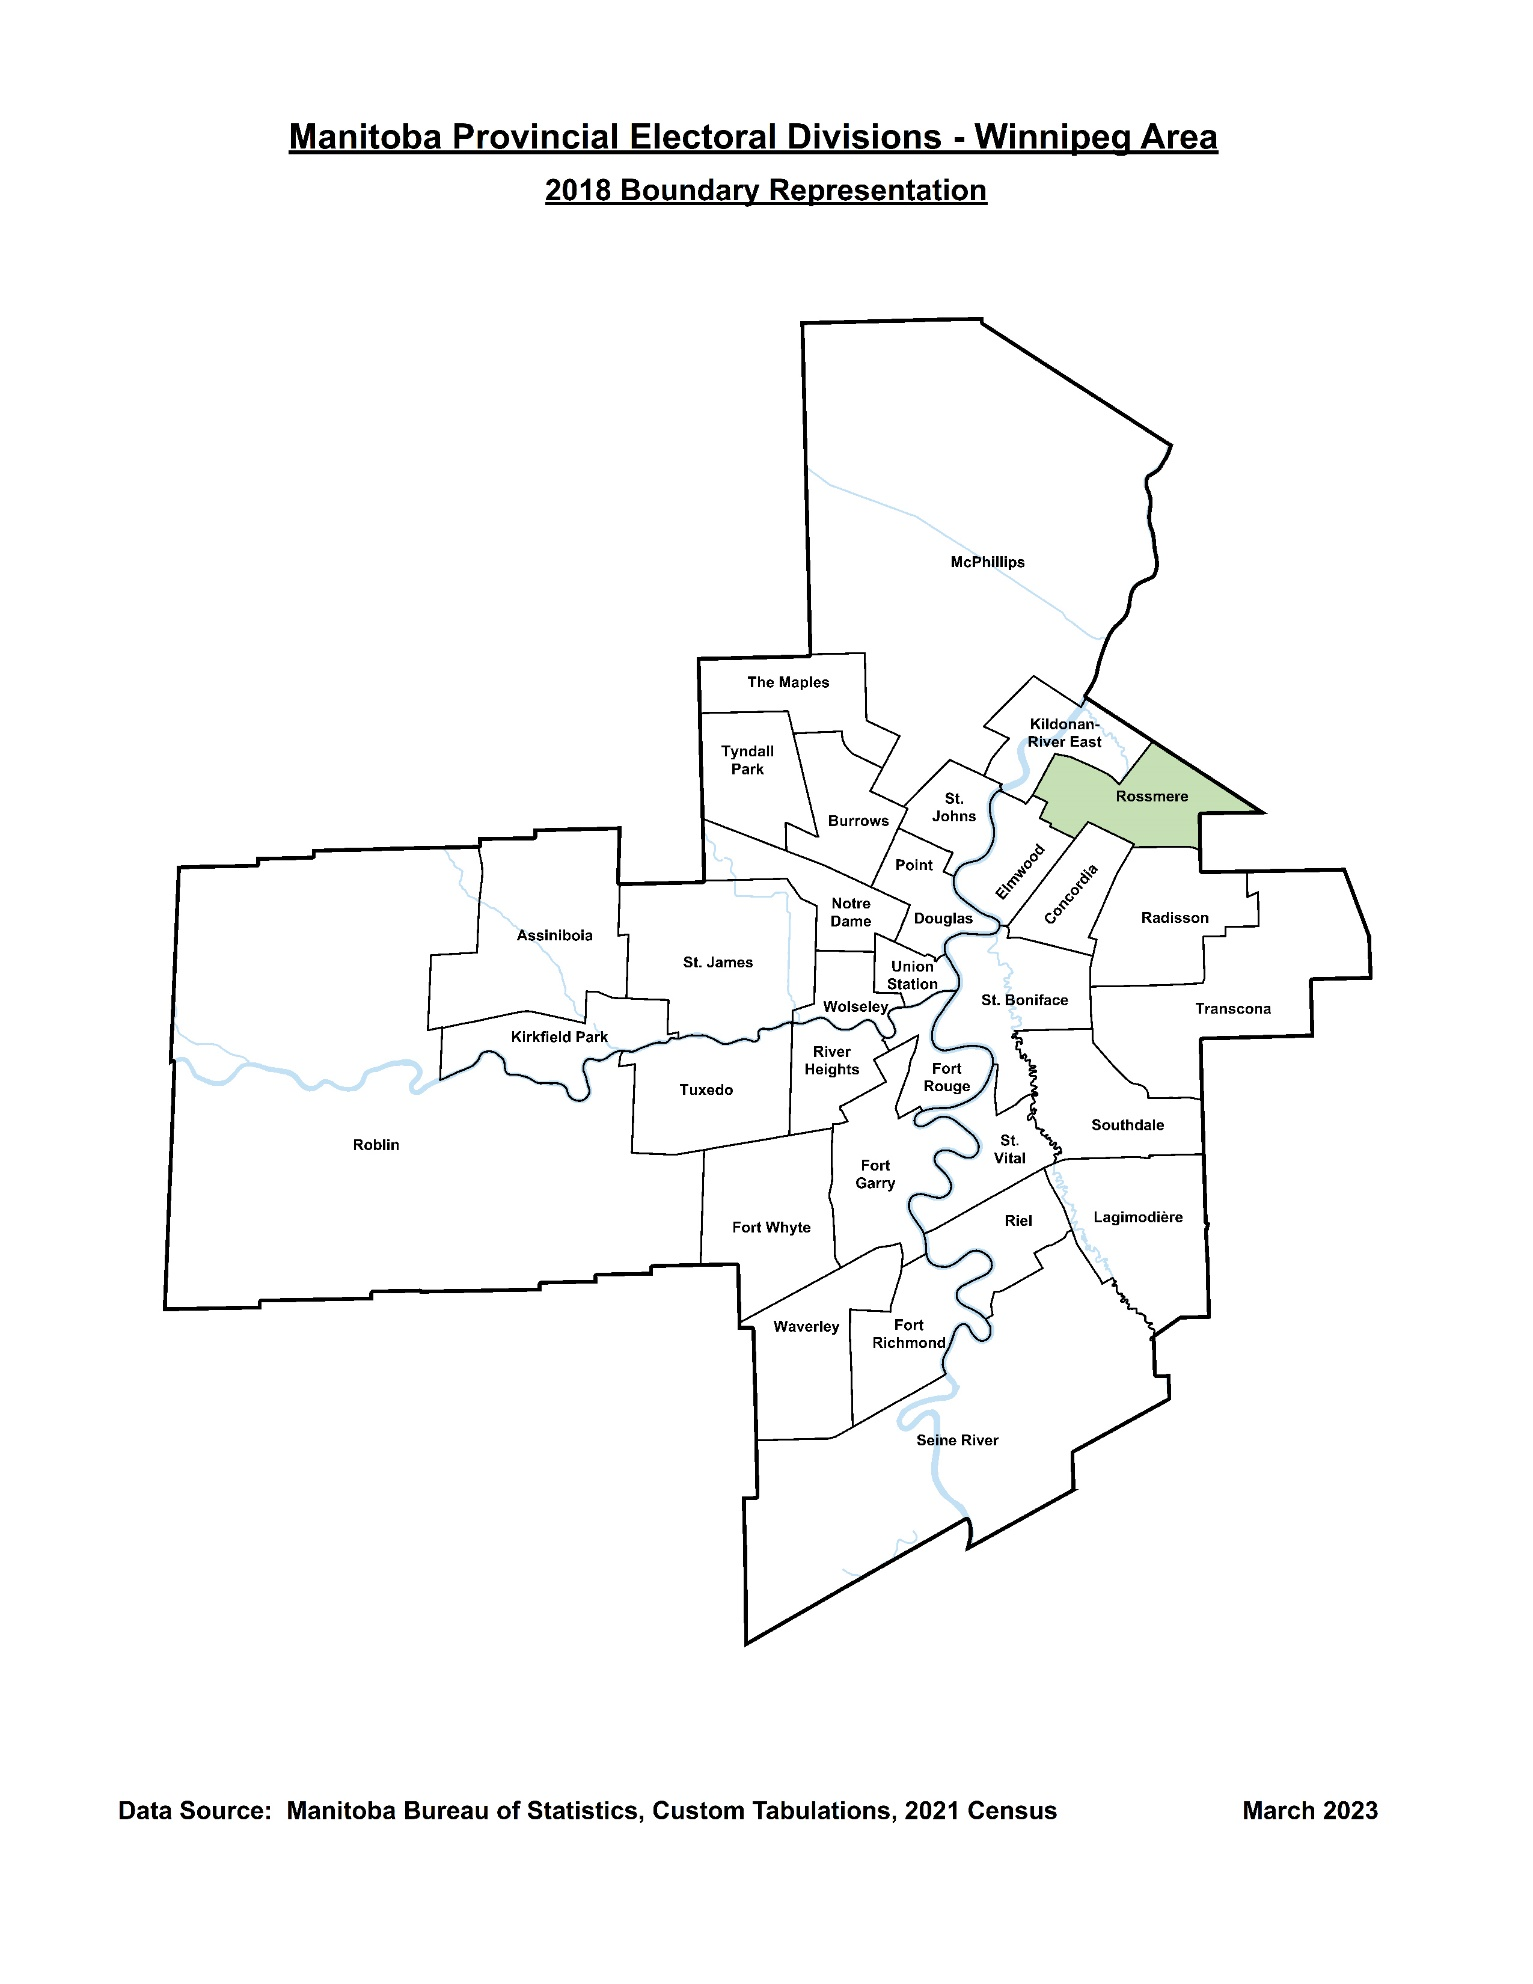 Manitoba Provincial Electoral Divisions - Winnipeg Area
2018 Boundary Representation
McPhillips
The Maples
Kildonan-
River East
Tyndall
Park
Rossmere
St.
Johns
Burrows
Point
Elmwood
Concordia
Notre
Dame
Douglas
Radisson
Assiniboia
St. James
Union
Station
St. Boniface
Wolseley
Transcona
Kirkfield Park
River
Heights
Fort
Rouge
Tuxedo
Southdale
Roblin
St.
Vital
Fort
Garry
Fort Whyte
Riel
Lagimodière
Waverley
Fort
Richmond
Seine River
Data Source:  Manitoba Bureau of Statistics, Custom Tabulations, 2021 Census
March 2023